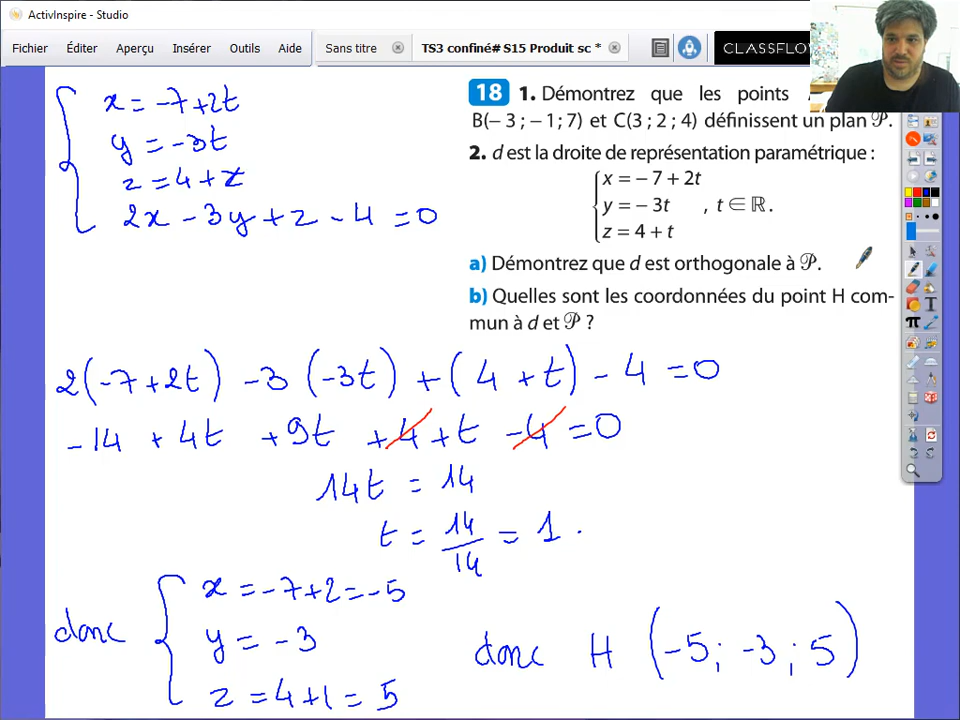 ActivInspire - Studio
Fichier Éditer Aperçu Insérer Outils Aide
Sans titre TS3 confiné# S15 Produit sc * CLASSFLOW
x = -7+2t
y = -3t
z = 4+t
2x - 3y + z - 4 = 0
18 1. Démontrez que les points
B(– 3 ; – 1 ; 7) et C(3 ; 2 ; 4) définissent un plan 𝒫.
2. d est la droite de représentation paramétrique :
x = – 7 + 2t
y = – 3t , t ∈ ℝ.
z = 4 + t
a) Démontrez que d est orthogonale à 𝒫.
b) Quelles sont les coordonnées du point H com-
mun à d et 𝒫 ?
2(-7+2t) -3(-3t) +(4+t) - 4 = 0
-14 + 4t +9t +4 +t -4 = 0
14t = 14
t = 14/14 = 1.
donc
x = -7+2 = -5
y = -3
z = 4+1 = 5
donc H (-5; -3; 5)